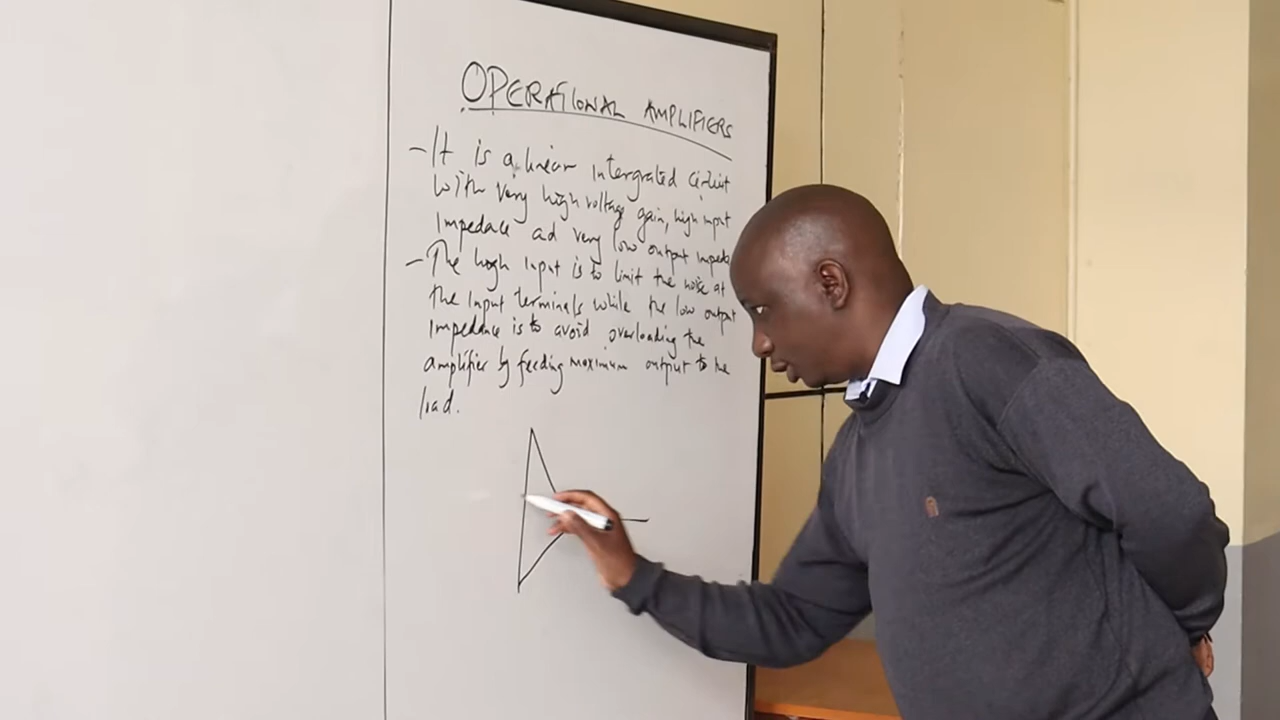 OPERATIONAL AMPLIFIERS
- It is a linear Intergrated circuit
with very high voltage gain, high input
Impedace ad very low output impeda
- The high Input is to limit the noise at
the Input terminals while the low output
Impedance is to avoid overloading the
amplifier by feeding maximum output to the
load.